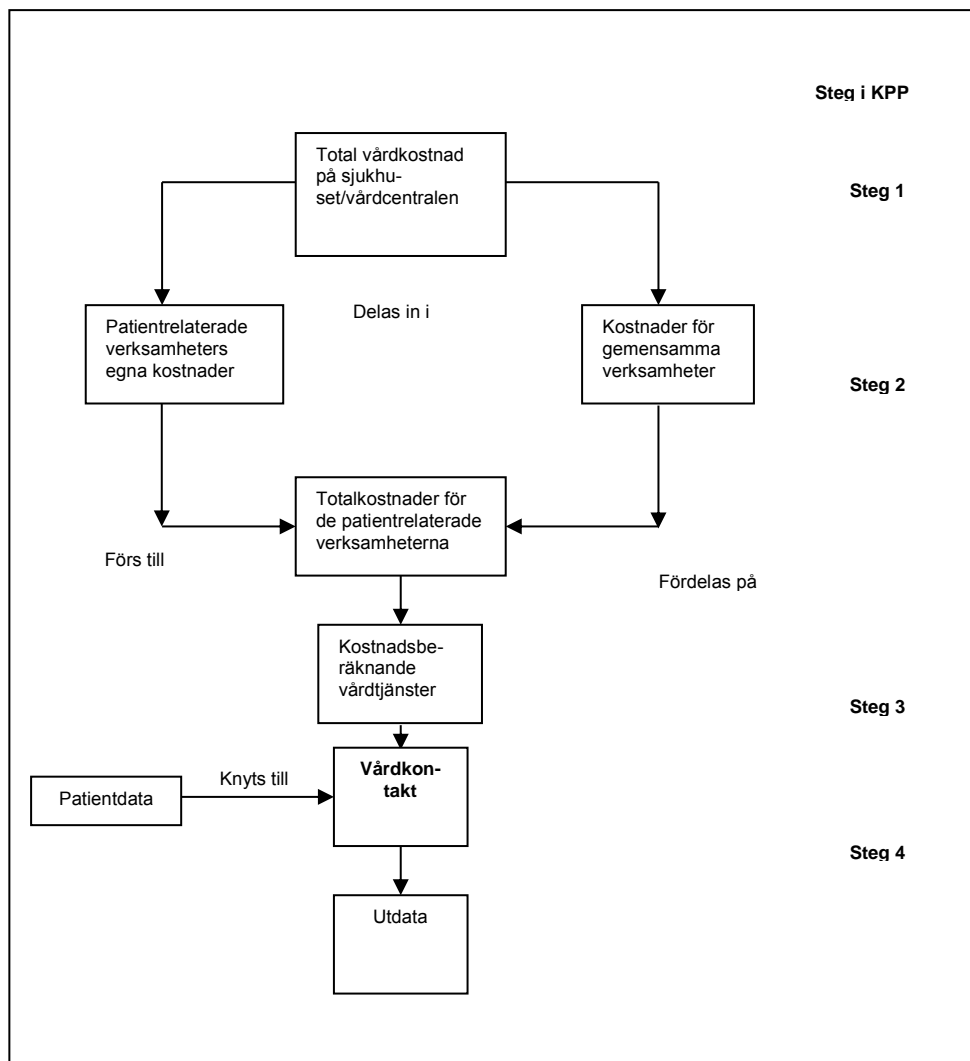 Steg i KPP
Total vårdkostnad
på sjukhu-
set/vårdcentralen
Steg 1
Delas in i
Patientrelaterade
verksamheters
egna kostnader
Kostnader för
gemensamma
verksamheter
Steg 2
Totalkostnader för
de patientrelaterade
verksamheterna
Förs till
Fördelas på
Kostnadsbe-
räknande
vårdtjänster
Steg 3
Vårdkon-
takt
Knyts till
Patientdata
Steg 4
Utdata